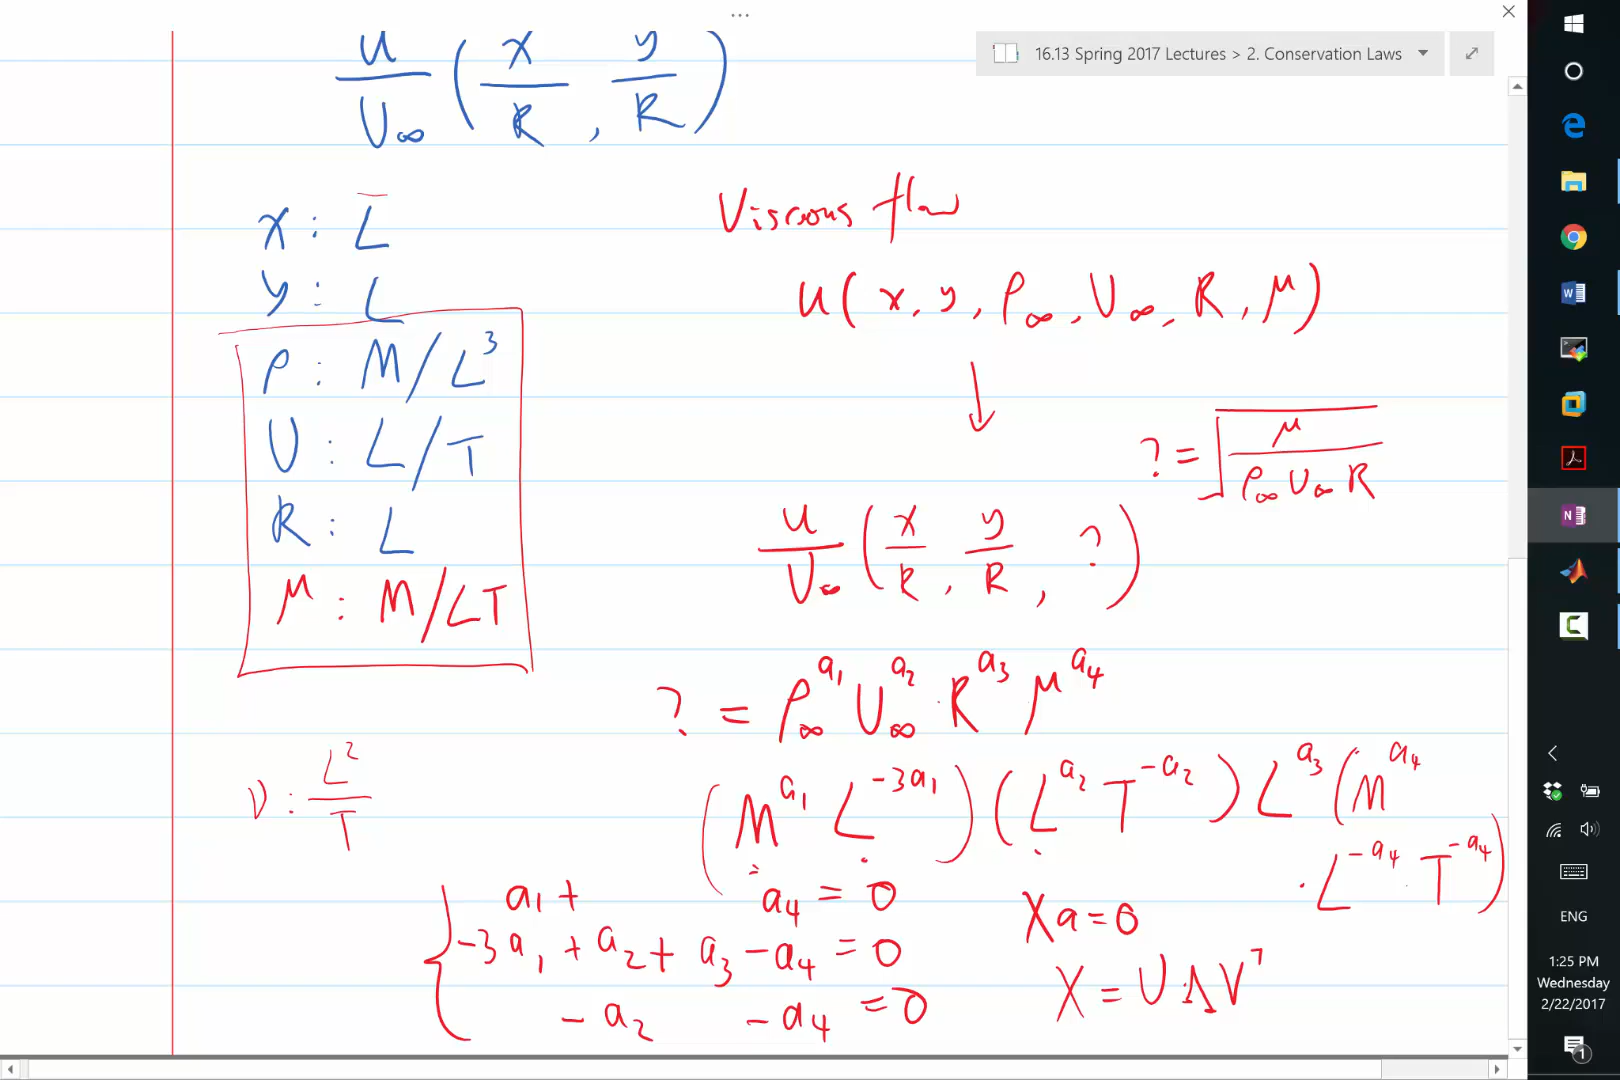 ...
16.13 Spring 2017 Lectures > 2. Conservation Laws
u/U∞ (x/R, y/R)
x : L
y : L
ρ : M/L³
U : L/T
R : L
μ : M/LT
ν : L²/T
Viscous flow
u(x, y, ρ∞, U∞, R, μ)
↓
? = √(μ/(ρ∞ U∞ R))
u/U∞ (x/R, y/R, ?)
? = ρ∞^a₁ U∞^a₂ · R^a₃ μ^a₄
(M^a₁ L^-3a₁)(L^a₂ T^-a₂) L^a₃ (M^a₄
· L^-a₄ T^-a₄)
a₁ + a₄ = 0
-3a₁ + a₂ + a₃ - a₄ = 0
- a₂ - a₄ = 0
Xa = 0
X = UΛVᵀ
ENG
1:25 PM
Wednesday
2/22/2017
1